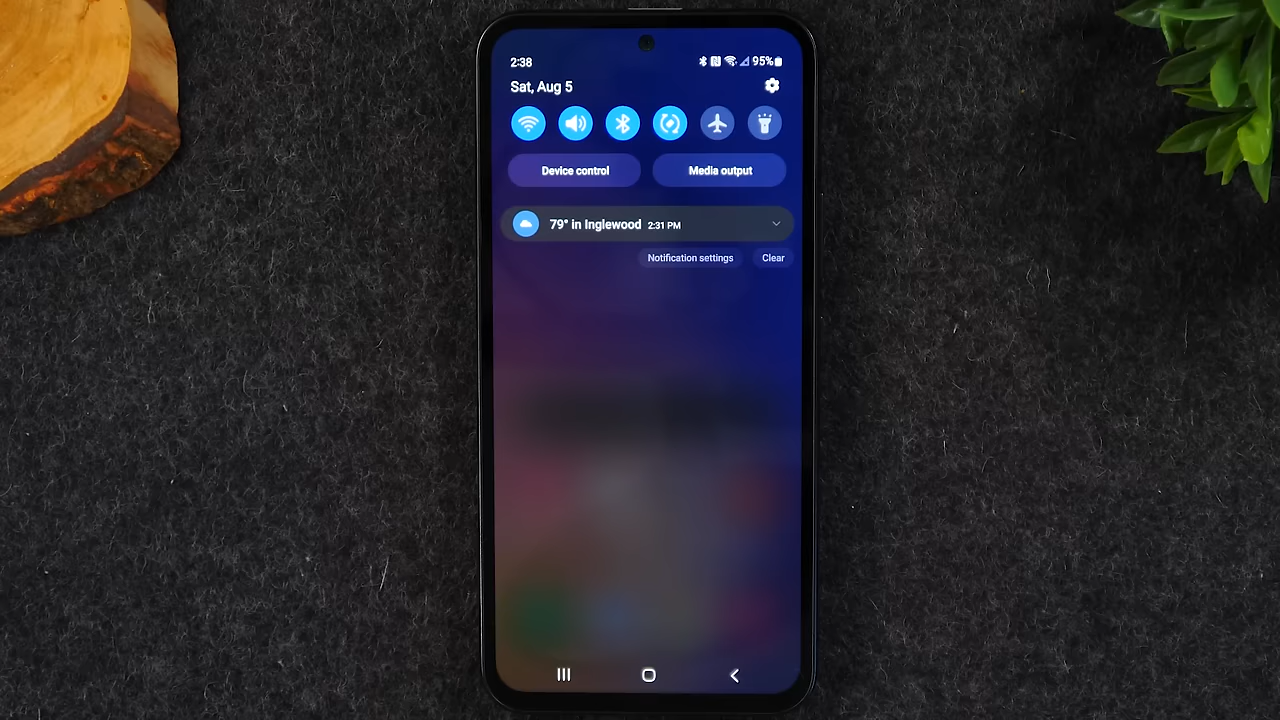 2:38
95%
Sat, Aug 5
Device control
Media output
79° in Inglewood 2:31 PM
Notification settings
Clear